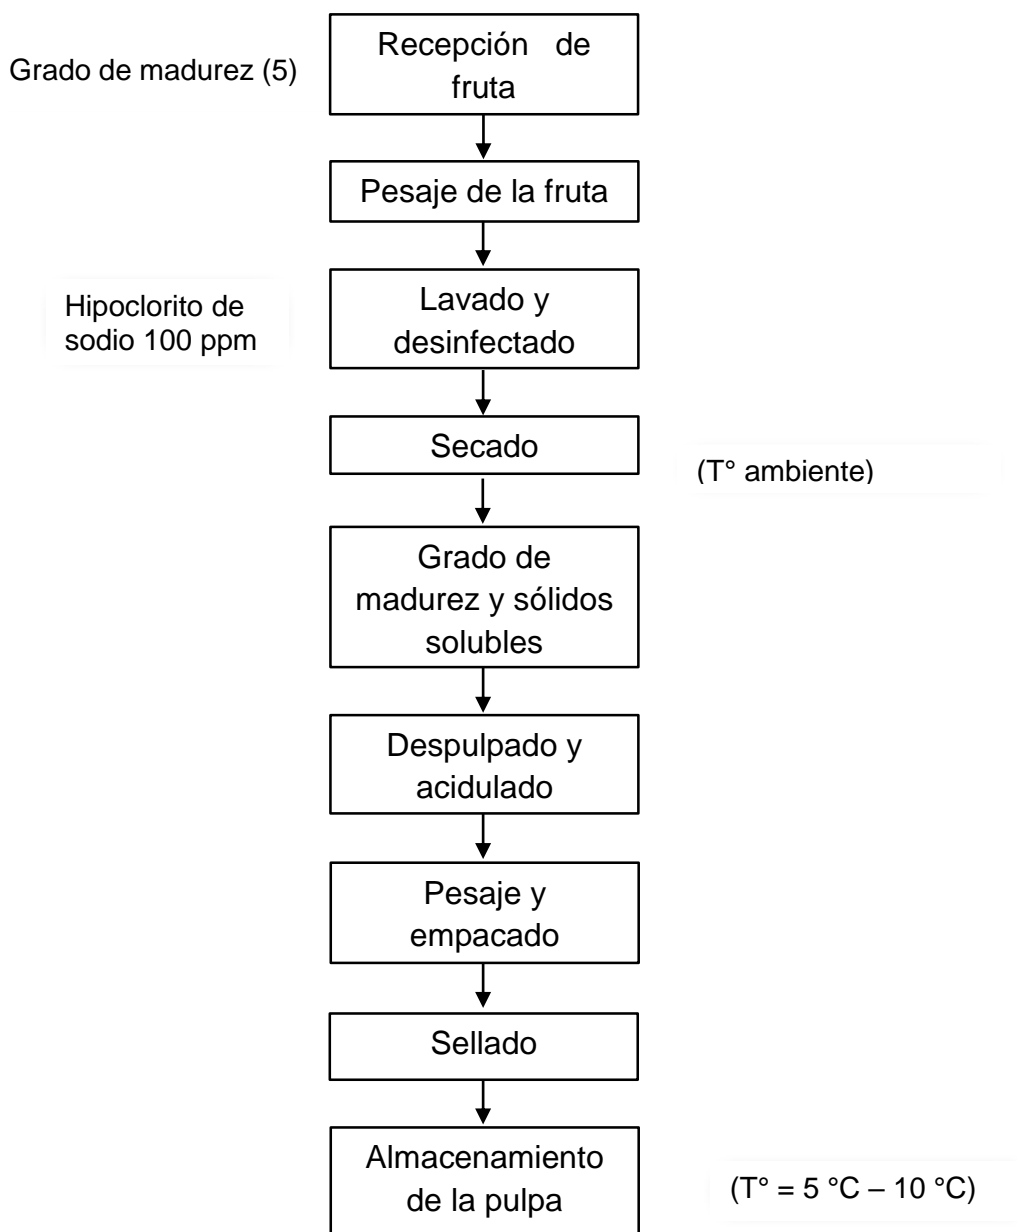 Recepción de
fruta
Grado de madurez (5)
Pesaje de la fruta
Lavado y
desinfectado
Hipoclorito de
sodio 100 ppm
Secado
(T° ambiente)
Grado de
madurez y sólidos
solubles
Despulpado y
acidulado
Pesaje y
empacado
Sellado
Almacenamiento
de la pulpa
(T° = 5 °C – 10 °C)